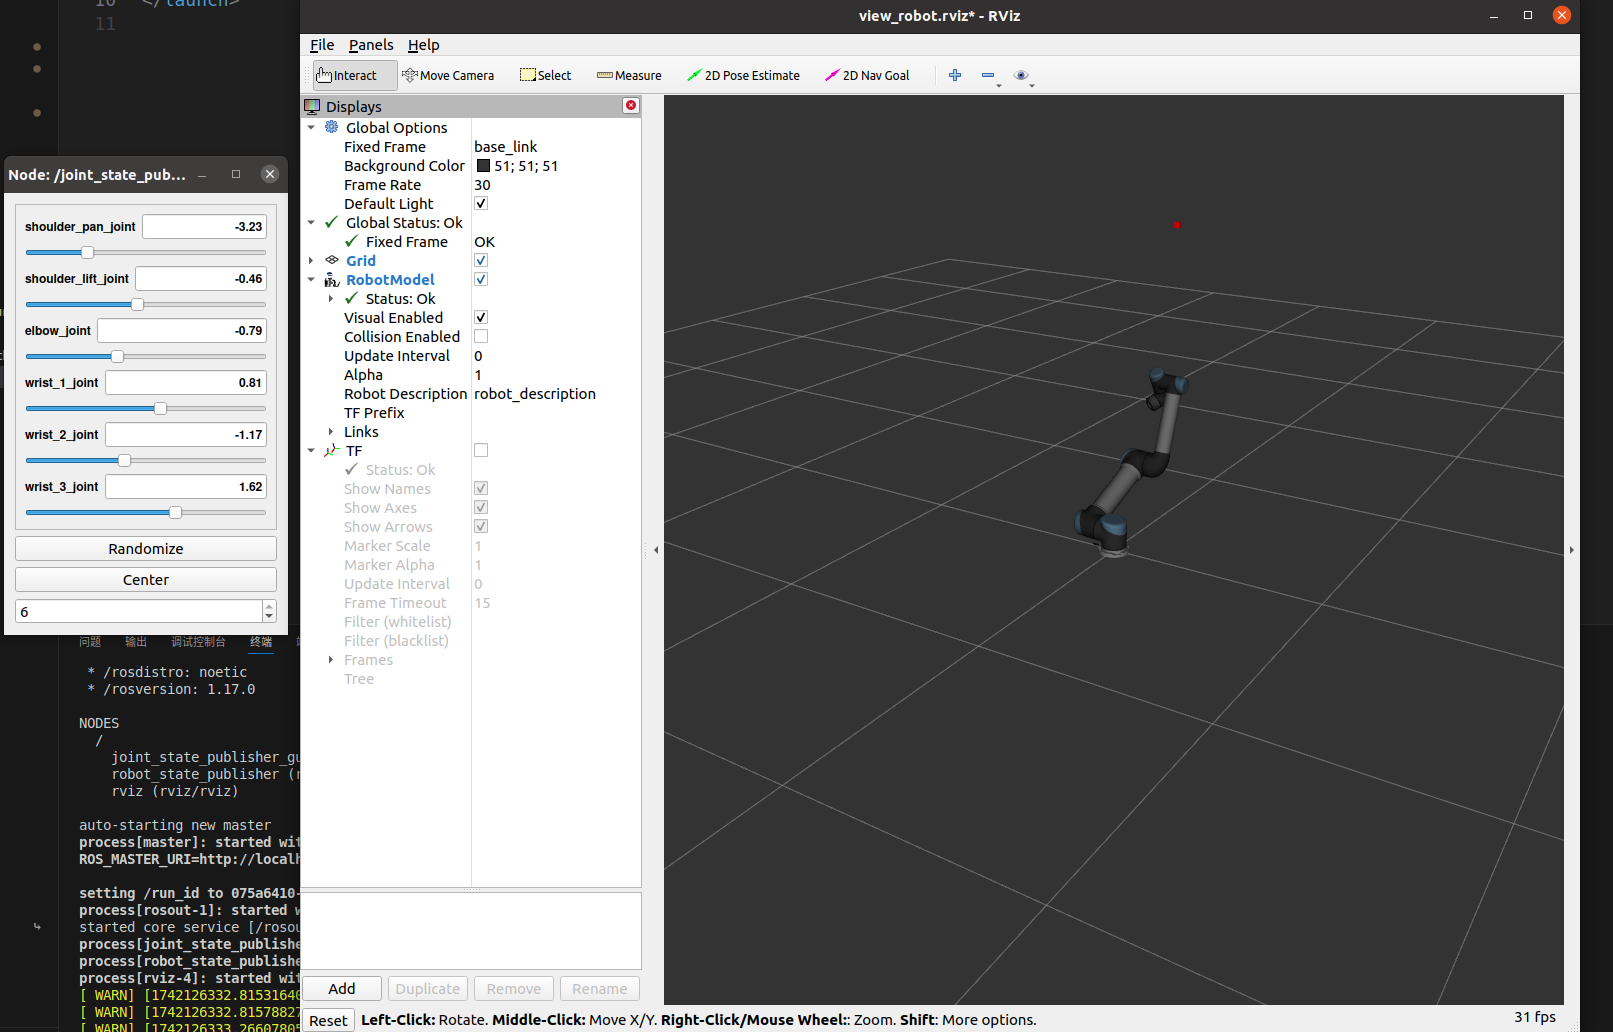 10 </launch>
11
view_robot.rviz* - RViz
File Panels Help
Interact Move Camera Select Measure 2D Pose Estimate 2D Nav Goal
Displays
Global Options
Fixed Frame base_link
Background Color 51; 51; 51
Frame Rate 30
Default Light
Global Status: Ok
Fixed Frame OK
Grid
RobotModel
Status: Ok
Visual Enabled
Collision Enabled
Update Interval 0
Alpha 1
Robot Description robot_description
TF Prefix
Links
TF
Status: Ok
Show Names
Show Axes
Show Arrows
Marker Scale 1
Marker Alpha 1
Update Interval 0
Frame Timeout 15
Filter (whitelist)
Filter (blacklist)
Frames
Tree
Add Duplicate Remove Rename
Reset Left-Click: Rotate. Middle-Click: Move X/Y. Right-Click/Mouse Wheel:: Zoom. Shift: More options. 31 fps
Node: /joint_state_pub...
shoulder_pan_joint -3.23
shoulder_lift_joint -0.46
elbow_joint -0.79
wrist_1_joint 0.81
wrist_2_joint -1.17
wrist_3_joint 1.62
Randomize
Center
6
问题 输出 调试控制台 终端
* /rosdistro: noetic
* /rosversion: 1.17.0
NODES
/
joint_state_publisher_gu
robot_state_publisher (r
rviz (rviz/rviz)
auto-starting new master
process[master]: started wit
ROS_MASTER_URI=http://localh
setting /run_id to 075a6410-
process[rosout-1]: started w
started core service [/rosou
process[joint_state_publishe
process[robot_state_publishe
process[rviz-4]: started wit
[ WARN] [1742126332.81531640
[ WARN] [1742126332.81578827
[ WARN] [1742126333.26607805